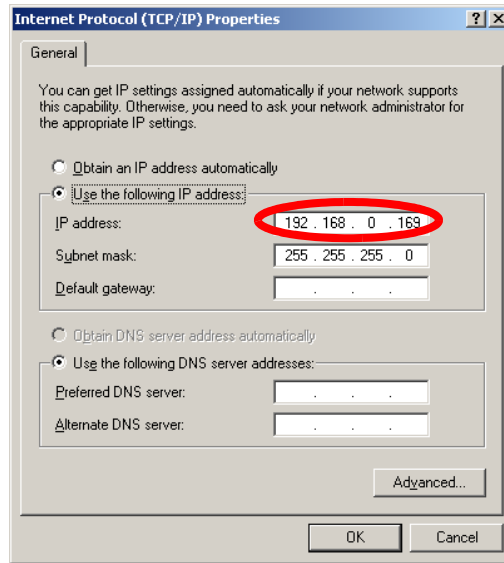 Internet Protocol (TCP/IP) Properties
General
You can get IP settings assigned automatically if your network supports
this capability. Otherwise, you need to ask your network administrator for
the appropriate IP settings.
Obtain an IP address automatically
Use the following IP address:
IP address: 192 . 168 . 0 . 169
Subnet mask: 255 . 255 . 255 . 0
Default gateway: . . .
Obtain DNS server address automatically
Use the following DNS server addresses:
Preferred DNS server: . . .
Alternate DNS server: . . .
Advanced...
OK Cancel